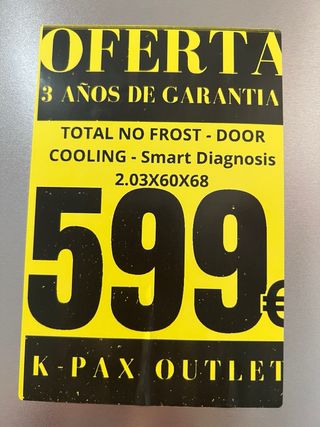 OFERTA
3 AÑOS DE GARANTIA
TOTAL NO FROST - DOOR
COOLING - Smart Diagnosis
2.03X60X68
599€
K-PAX OUTLET